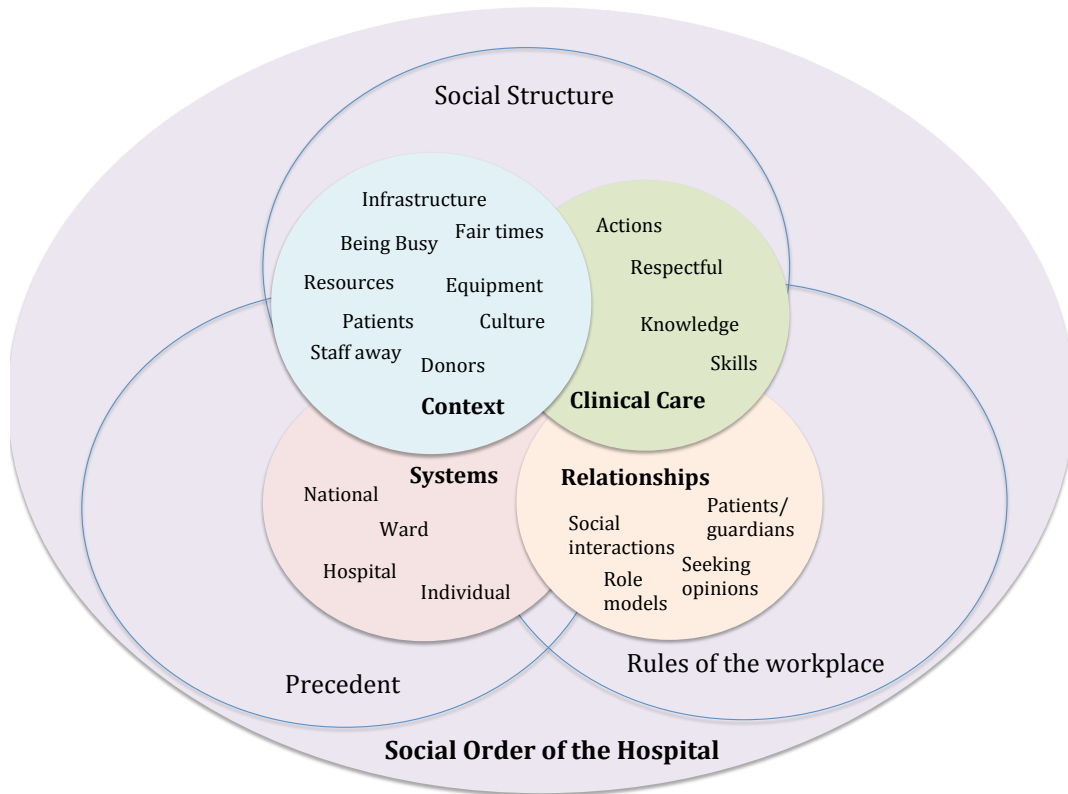 Social Structure
Infrastructure
Fair times
Being Busy
Resources
Equipment
Patients
Culture
Staff away
Donors
Context
Actions
Respectful
Knowledge
Skills
Clinical Care
Systems
National
Ward
Hospital
Individual
Relationships
Patients/
guardians
Social
interactions
Seeking
opinions
Role
models
Precedent
Rules of the workplace
Social Order of the Hospital